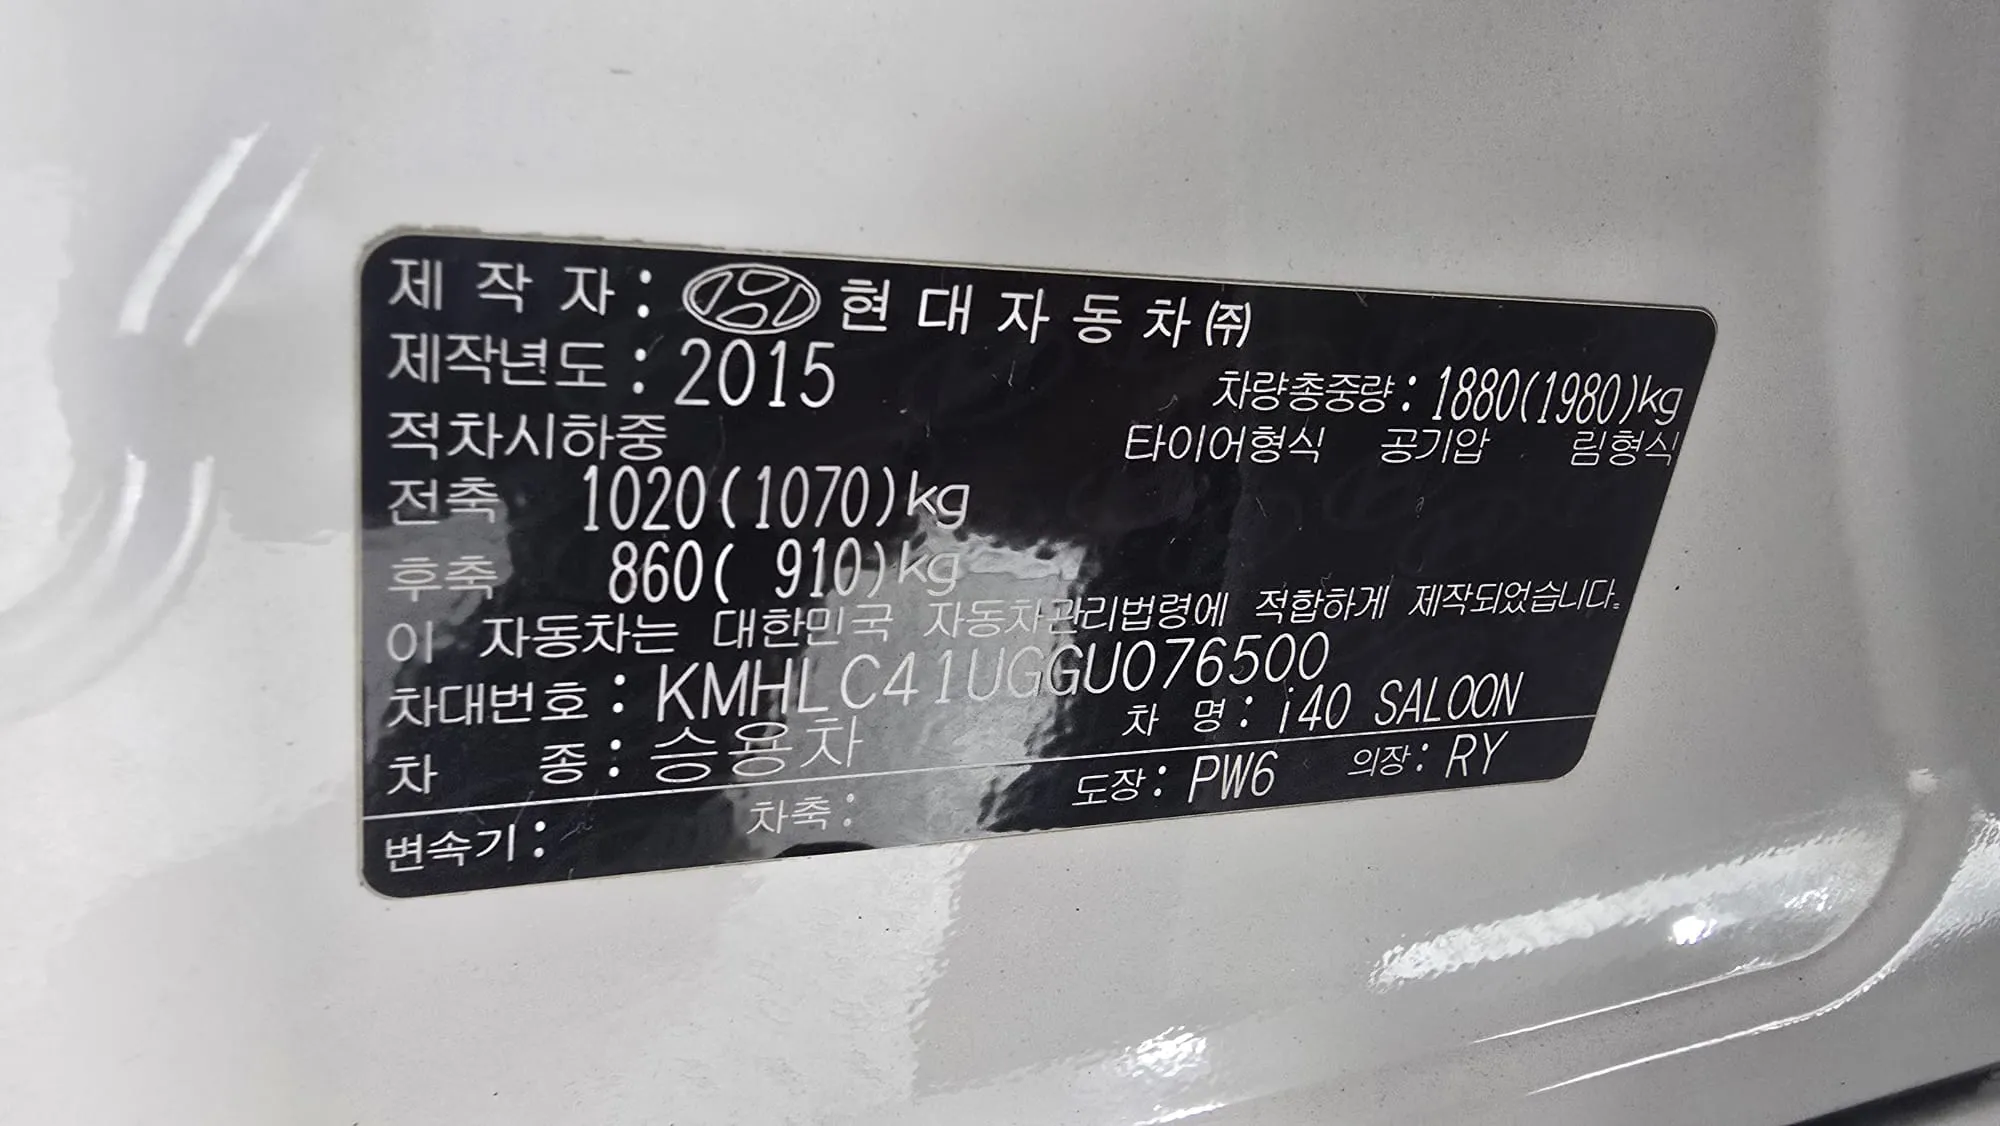 제 작 자 : 현 대 자 동 차 ㈜
제작년도 : 2015
차량총중량 : 1880(1980)kg
적차시하중
타이어형식 공기압 림형식
전축 1020(1070)kg
후축 860( 910)kg
이 자동차는 대한민국 자동차관리법령에 적합하게 제작되었습니다.
차대번호 : KMHLC41UGGU076500
차 종 : 승용차
차 명 : i40 SALOON
변속기 : 차축 : 도장 : PW6 의장 : RY